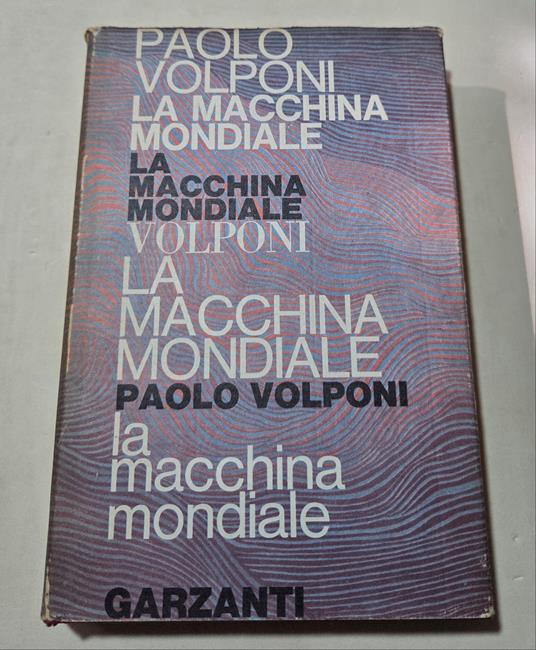 PAOLO
VOLPONI
LA MACCHINA
MONDIALE
LA
MACCHINA
MONDIALE
VOLPONI
LA
MACCHINA
MONDIALE
PAOLO VOLPONI
la
macchina
mondiale
GARZANTI